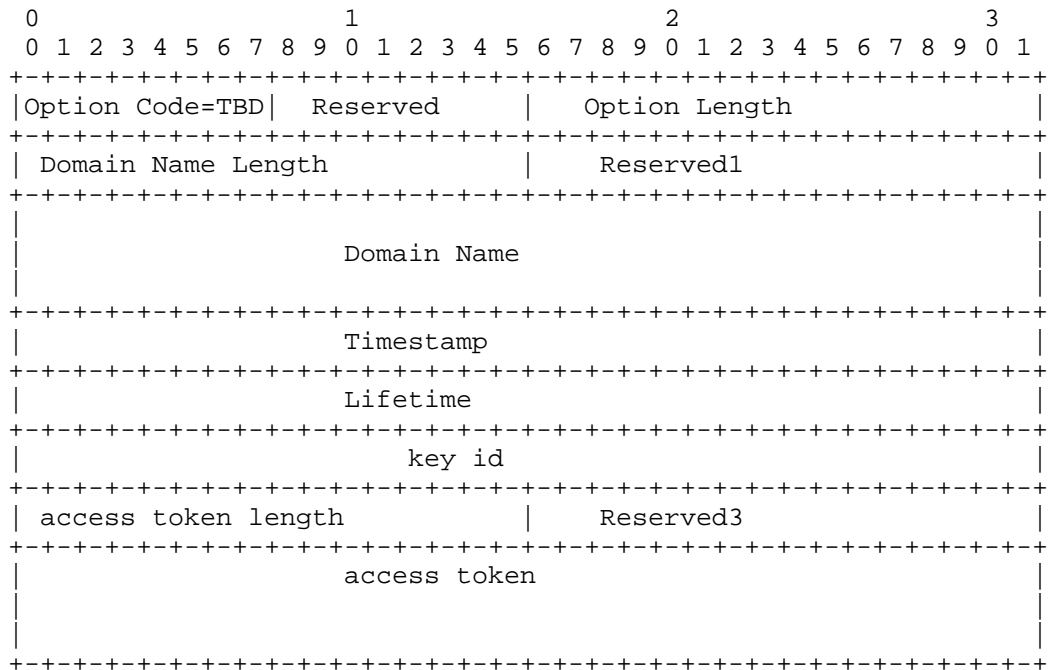 0                   1                   2                   3
 0 1 2 3 4 5 6 7 8 9 0 1 2 3 4 5 6 7 8 9 0 1 2 3 4 5 6 7 8 9 0 1
+-+-+-+-+-+-+-+-+-+-+-+-+-+-+-+-+-+-+-+-+-+-+-+-+-+-+-+-+-+-+-+-+
|Option Code=TBD|  Reserved     |   Option Length               |
+-+-+-+-+-+-+-+-+-+-+-+-+-+-+-+-+-+-+-+-+-+-+-+-+-+-+-+-+-+-+-+-+
| Domain Name Length            |    Reserved1                  |
+-+-+-+-+-+-+-+-+-+-+-+-+-+-+-+-+-+-+-+-+-+-+-+-+-+-+-+-+-+-+-+-+
|                                                               |
|                    Domain Name                                |
|                                                               |
+-+-+-+-+-+-+-+-+-+-+-+-+-+-+-+-+-+-+-+-+-+-+-+-+-+-+-+-+-+-+-+-+
|                    Timestamp                                  |
+-+-+-+-+-+-+-+-+-+-+-+-+-+-+-+-+-+-+-+-+-+-+-+-+-+-+-+-+-+-+-+-+
|                    Lifetime                                   |
+-+-+-+-+-+-+-+-+-+-+-+-+-+-+-+-+-+-+-+-+-+-+-+-+-+-+-+-+-+-+-+-+
|                        key id                                 |
+-+-+-+-+-+-+-+-+-+-+-+-+-+-+-+-+-+-+-+-+-+-+-+-+-+-+-+-+-+-+-+-+
| access token length           |    Reserved3                  |
+-+-+-+-+-+-+-+-+-+-+-+-+-+-+-+-+-+-+-+-+-+-+-+-+-+-+-+-+-+-+-+-+
|                    access token                               |
|                                                               |
|                                                               |
+-+-+-+-+-+-+-+-+-+-+-+-+-+-+-+-+-+-+-+-+-+-+-+-+-+-+-+-+-+-+-+-+